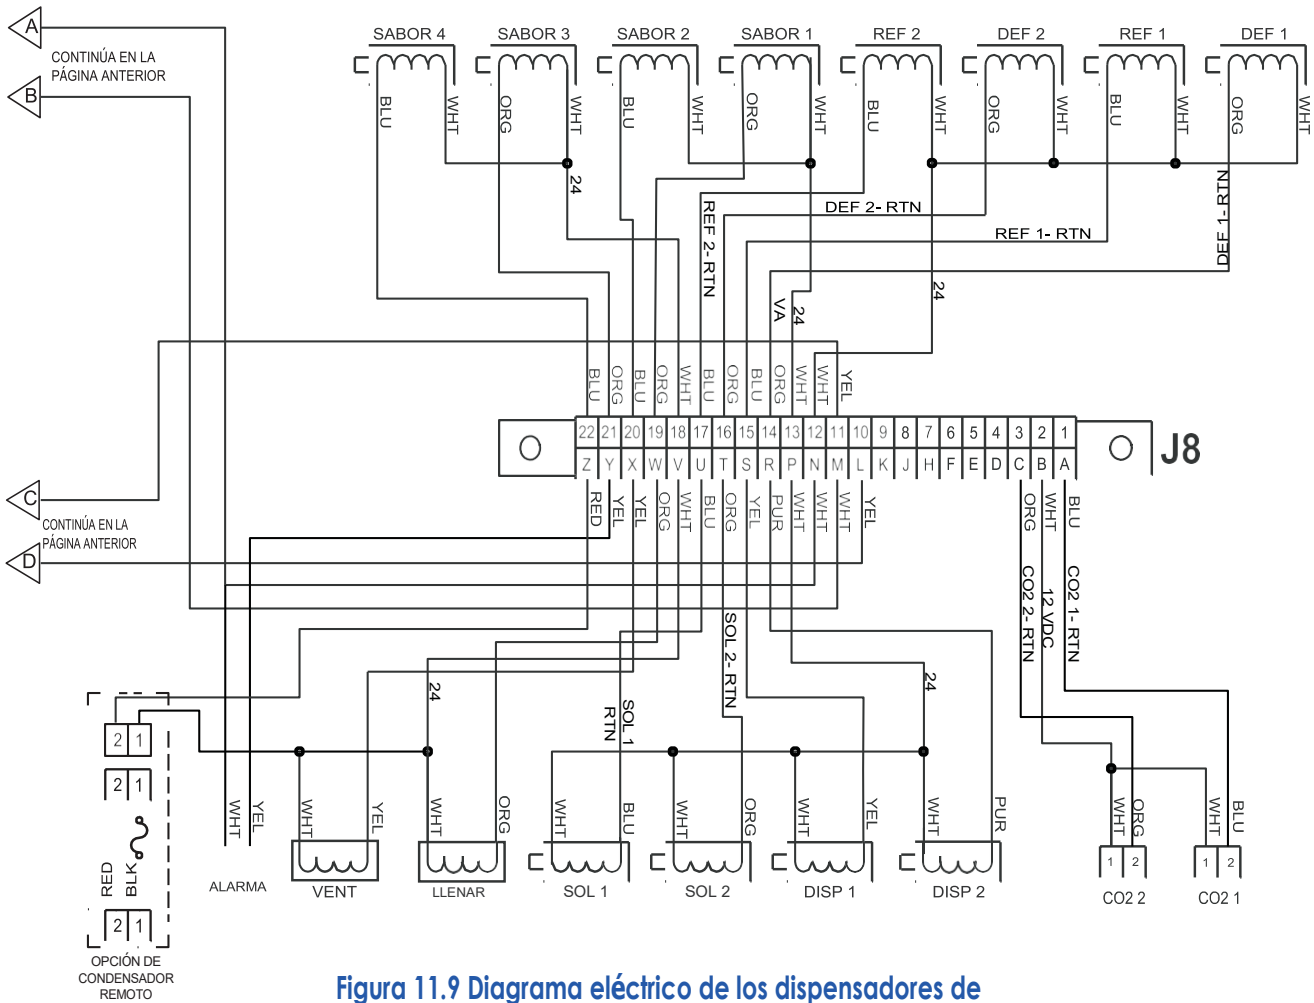 A
CONTINÚA EN LA
PÁGINA ANTERIOR
B
SABOR 4 SABOR 3 SABOR 2 SABOR 1 REF 2 DEF 2 REF 1 DEF 1
BLU WHT ORG WHT BLU WHT ORG WHT BLU WHT ORG WHT BLU WHT ORG WHT
24
REF 2- RTN
DEF 2- RTN
REF 1- RTN
DEF 1- RTN
VA
24
24
BLU ORG BLU ORG WHT BLU ORG BLU ORG WHT WHT YEL
22 21 20 19 18 17 16 15 14 13 12 11 10 9 8 7 6 5 4 3 2 1
Z Y X W V U T S R P N M L K J H F E D C B A
J8
RED YEL YEL ORG WHT BLU ORG YEL PUR WHT WHT WHT YEL ORG WHT BLU
C
CONTINÚA EN LA
PÁGINA ANTERIOR
D
CO2 2- RTN
12 VDC
CO2 1- RTN
24
SOL 1
RTN
SOL 2- RTN
24
2 1
2 1
RED
BLK
2 1
OPCIÓN DE
CONDENSADOR
REMOTO
WHT YEL
ALARMA
WHT YEL
VENT
WHT ORG
LLENAR
WHT BLU
SOL 1
WHT ORG
SOL 2
WHT YEL
DISP 1
WHT PUR
DISP 2
WHT ORG
1 2
CO2 2
WHT BLU
1 2
CO2 1
Figura 11.9 Diagrama eléctrico de los dispensadores de